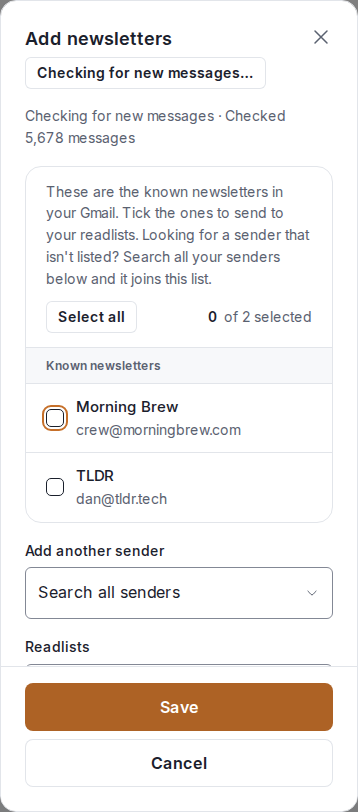 Add newsletters
Checking for new messages...
Checking for new messages · Checked
5,678 messages
These are the known newsletters in
your Gmail. Tick the ones to send to
your readlists. Looking for a sender that
isn't listed? Search all your senders
below and it joins this list.
Select all
0 of 2 selected
Known newsletters
Morning Brew
crew@morningbrew.com
TLDR
dan@tldr.tech
Add another sender
Search all senders
Readlists
Save
Cancel